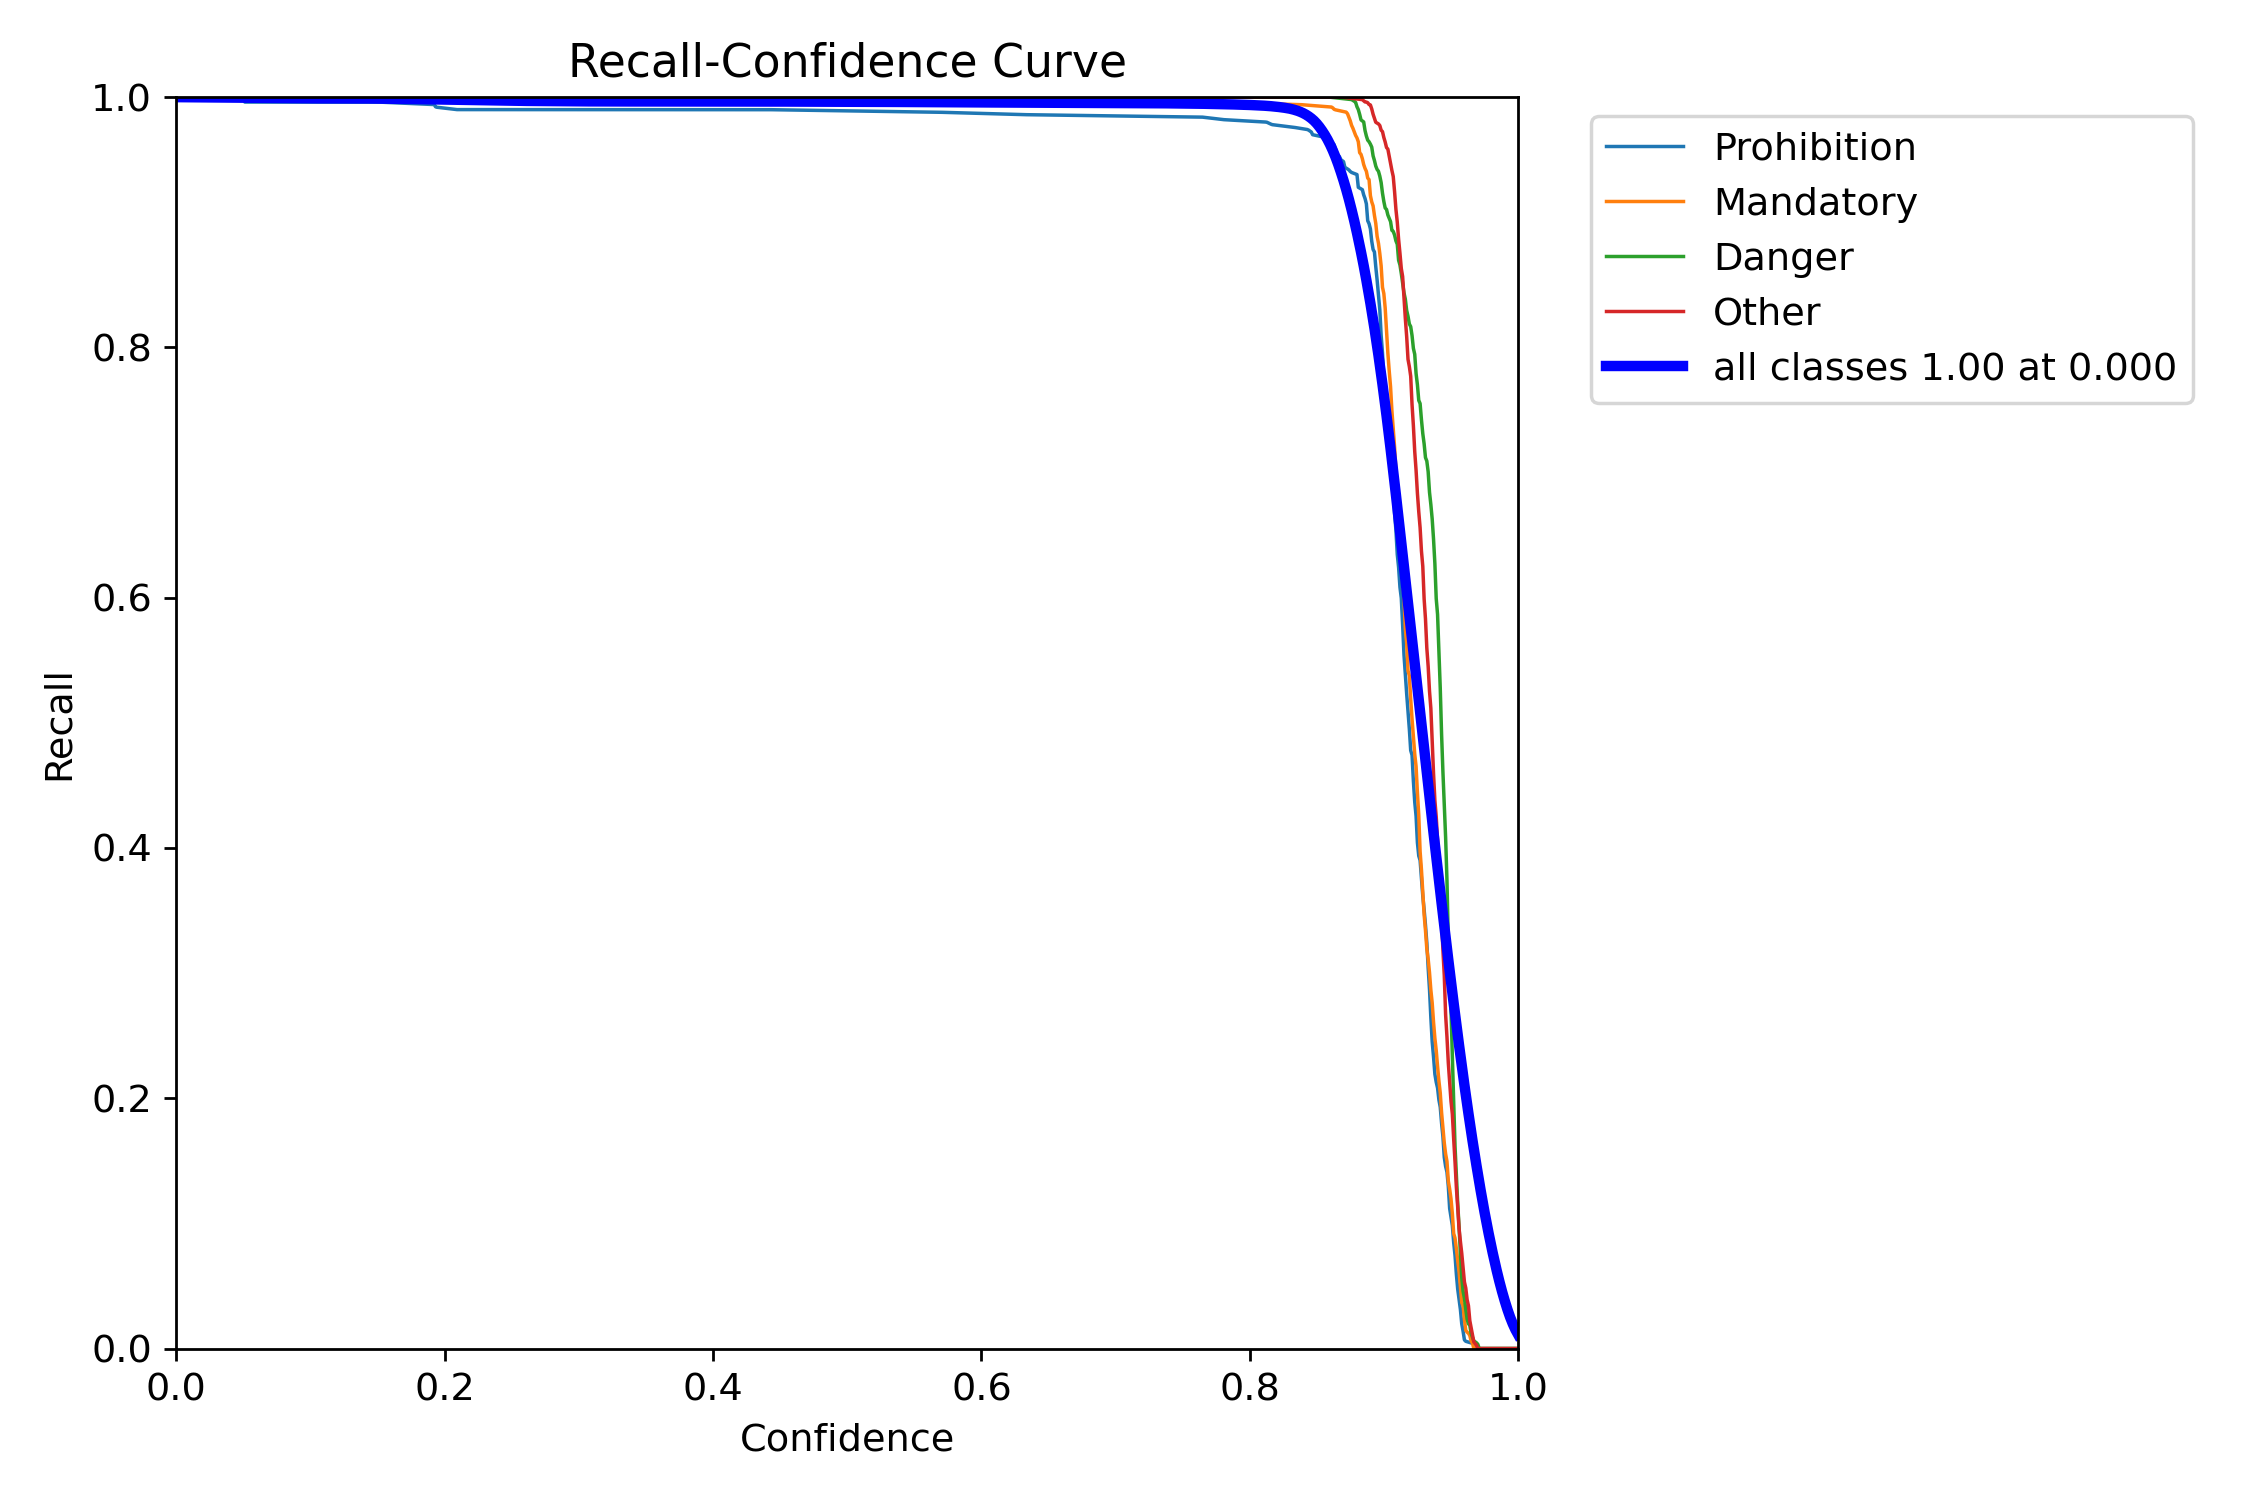 Recall-Confidence Curve
1.0
0.8
0.6
0.4
0.2
0.0
Recall
0.0 0.2 0.4 0.6 0.8 1.0
Confidence
Prohibition
Mandatory
Danger
Other
all classes 1.00 at 0.000